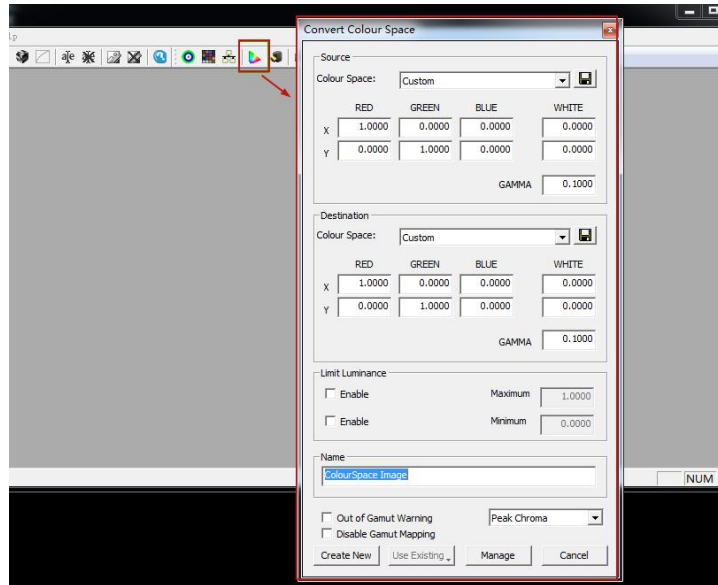 lp
Convert Colour Space
Source
Colour Space: Custom
RED GREEN BLUE WHITE
X 1.0000 0.0000 0.0000 0.0000
Y 0.0000 1.0000 0.0000 0.0000
GAMMA 0.1000
Destination
Colour Space: Custom
RED GREEN BLUE WHITE
X 1.0000 0.0000 0.0000 0.0000
Y 0.0000 1.0000 0.0000 0.0000
GAMMA 0.1000
Limit Luminance
Enable Maximum 1.0000
Enable Minimum 0.0000
Name
ColourSpace Image
NUM
Out of Gamut Warning Peak Chroma
Disable Gamut Mapping
Create New Use Existing Manage Cancel